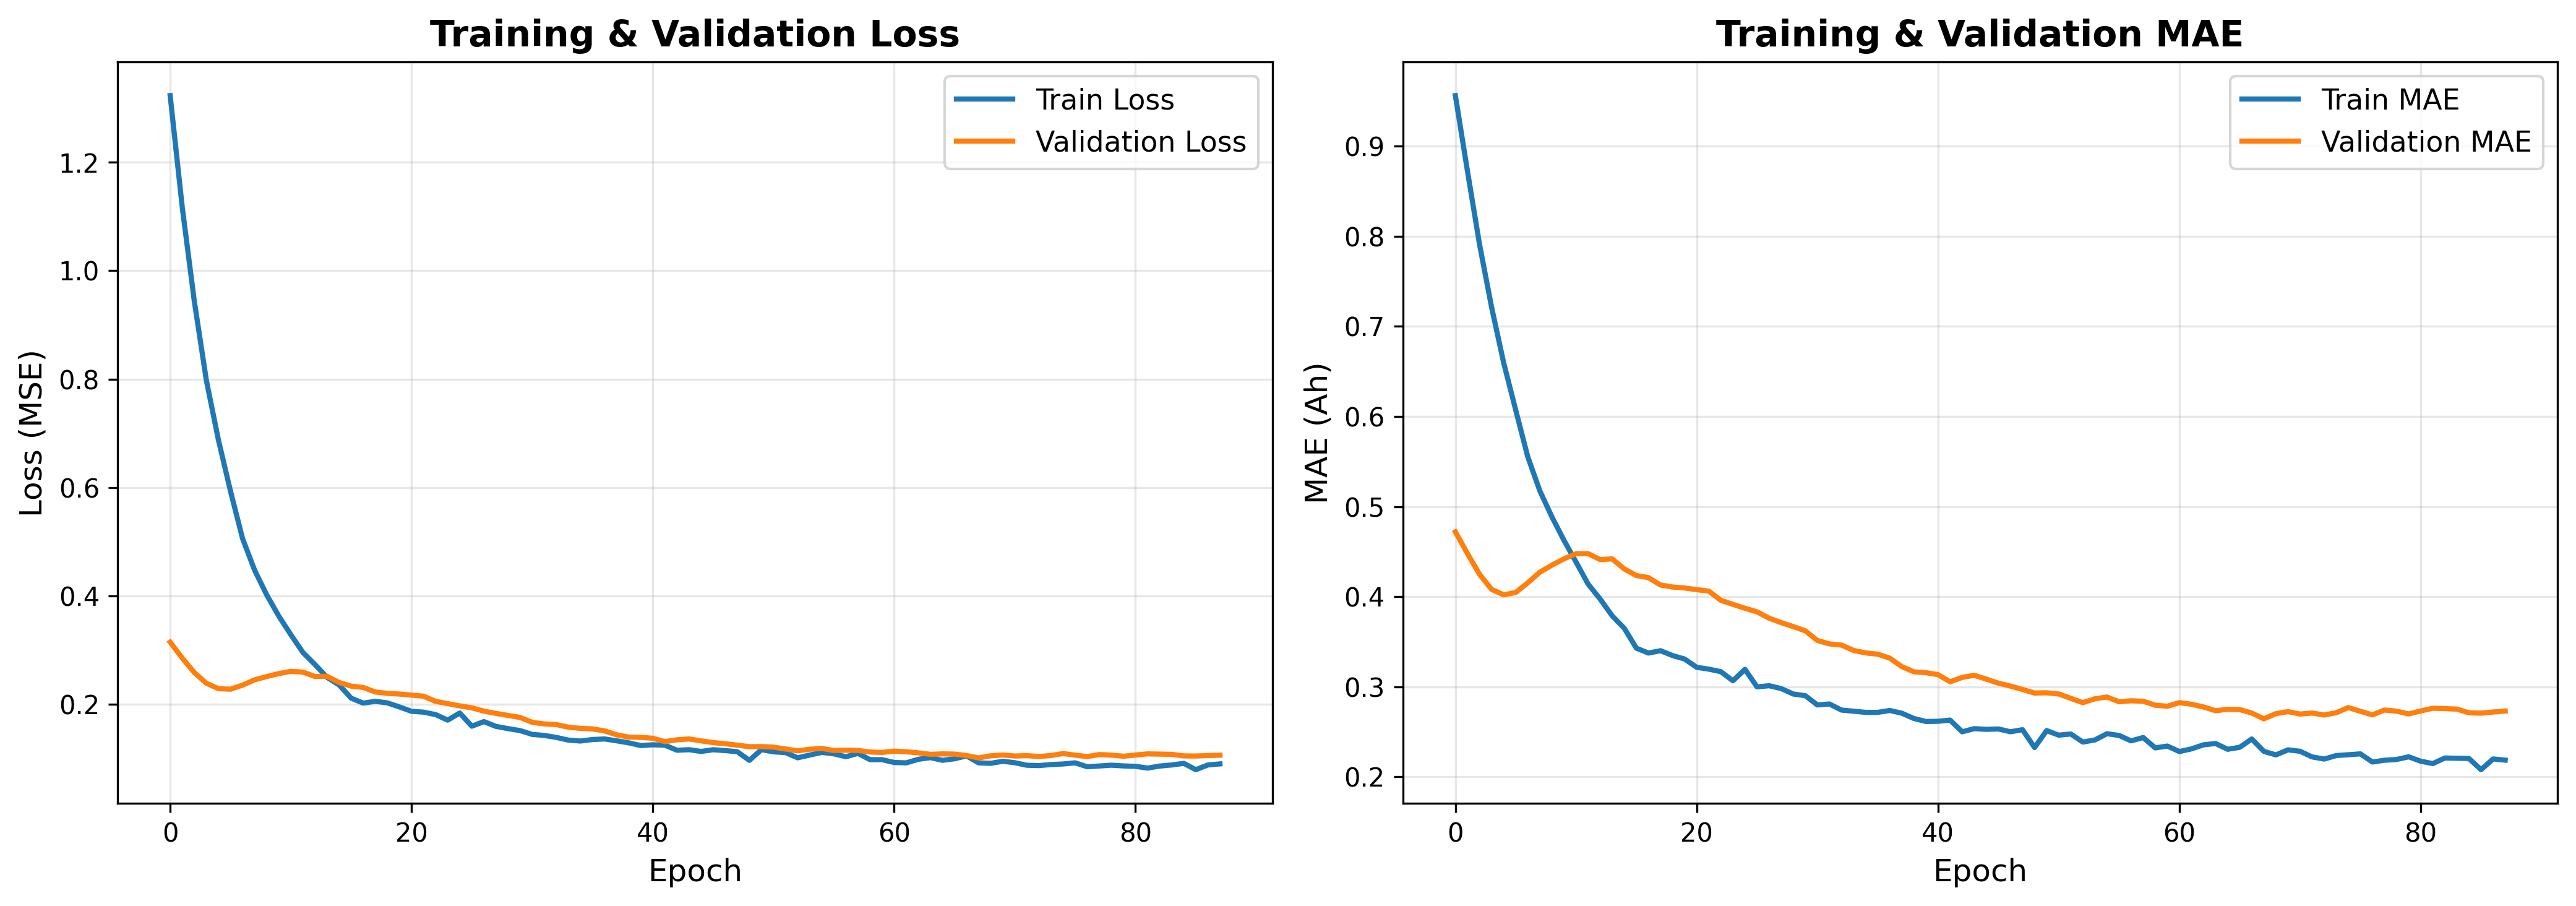 Training & Validation Loss
Train Loss
Validation Loss
Loss (MSE)
1.2
1.0
0.8
0.6
0.4
0.2
0 20 40 60 80
Epoch
Training & Validation MAE
Train MAE
Validation MAE
MAE (Ah)
0.9
0.8
0.7
0.6
0.5
0.4
0.3
0.2
0 20 40 60 80
Epoch